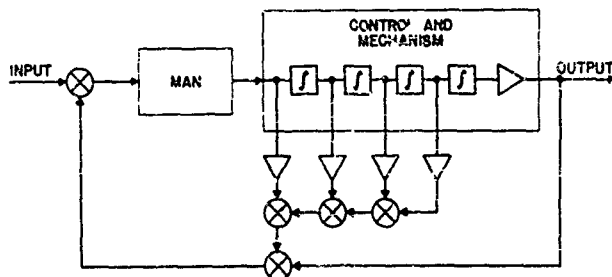 CONTROL AND
MECHANISM
INPUT
MAN
∫ ∫ ∫ ∫
OUTPUT